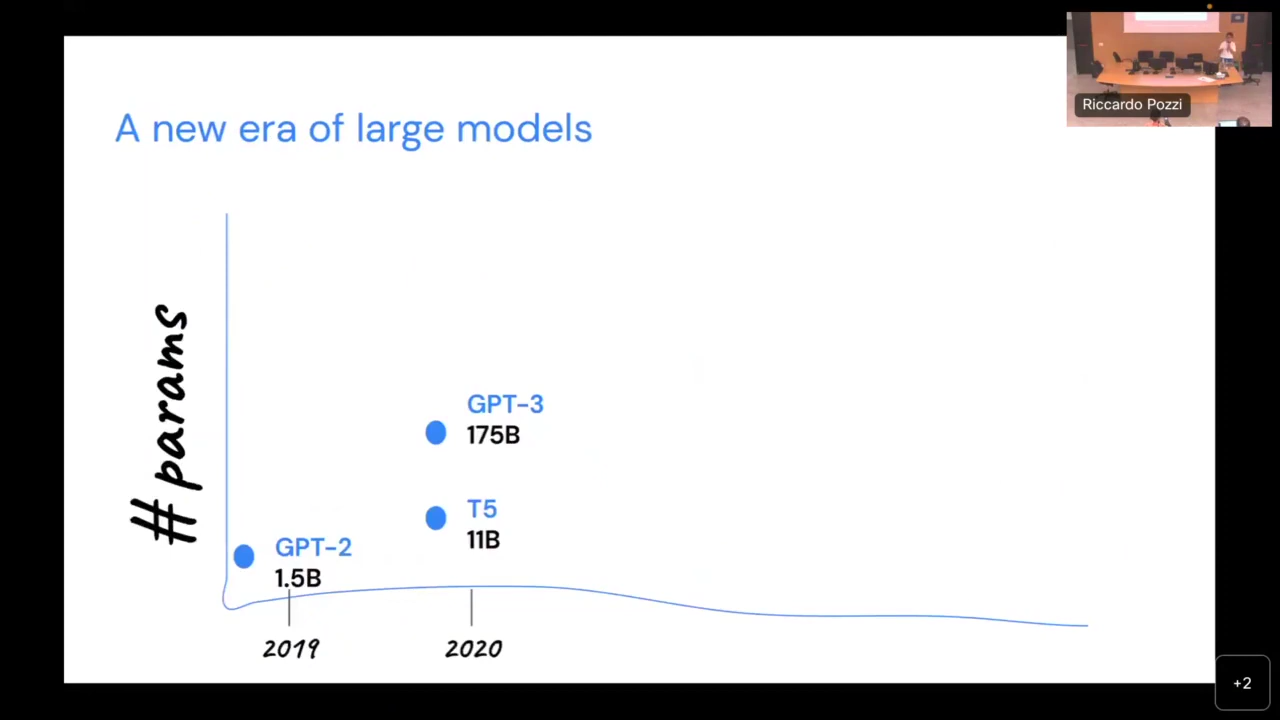 Riccardo Pozzi
A new era of large models
# params
GPT-3
175B
T5
11B
GPT-2
1.5B
2019
2020
+2